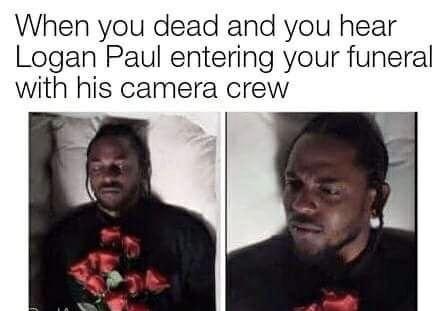 When you dead and you hear
Logan Paul entering your funeral
with his camera crew